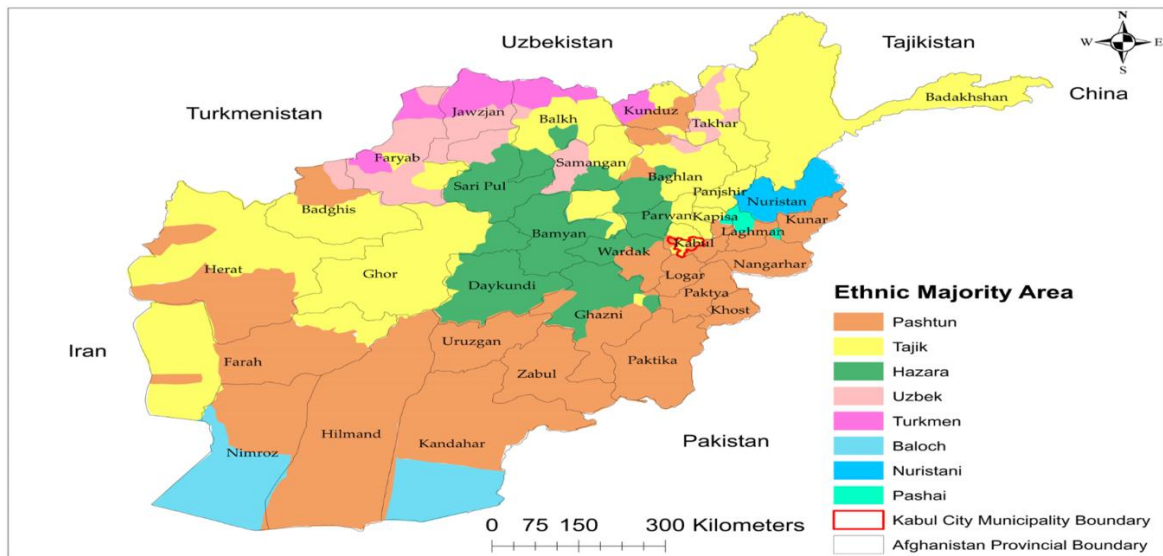 N
W E
S
Uzbekistan
Tajikistan
Turkmenistan
China
Badakhshan
Jawzjan
Kunduz
Balkh
Takhar
Faryab
Samangan
Sari Pul
Baghlan
Panjshir
Badghis
Nuristan
Parwan
Kapisa
Kunar
Bamyan
Laghman
Kabul
Wardak
Herat
Ghor
Nangarhar
Logar
Daykundi
Paktya
Khost
Ghazni
Iran
Uruzgan
Farah
Paktika
Zabul
Hilmand
Kandahar
Pakistan
Nimroz
Ethnic Majority Area
Pashtun
Tajik
Hazara
Uzbek
Turkmen
Baloch
Nuristani
Pashai
Kabul City Municipality Boundary
Afghanistan Provincial Boundary
0 75 150 300 Kilometers